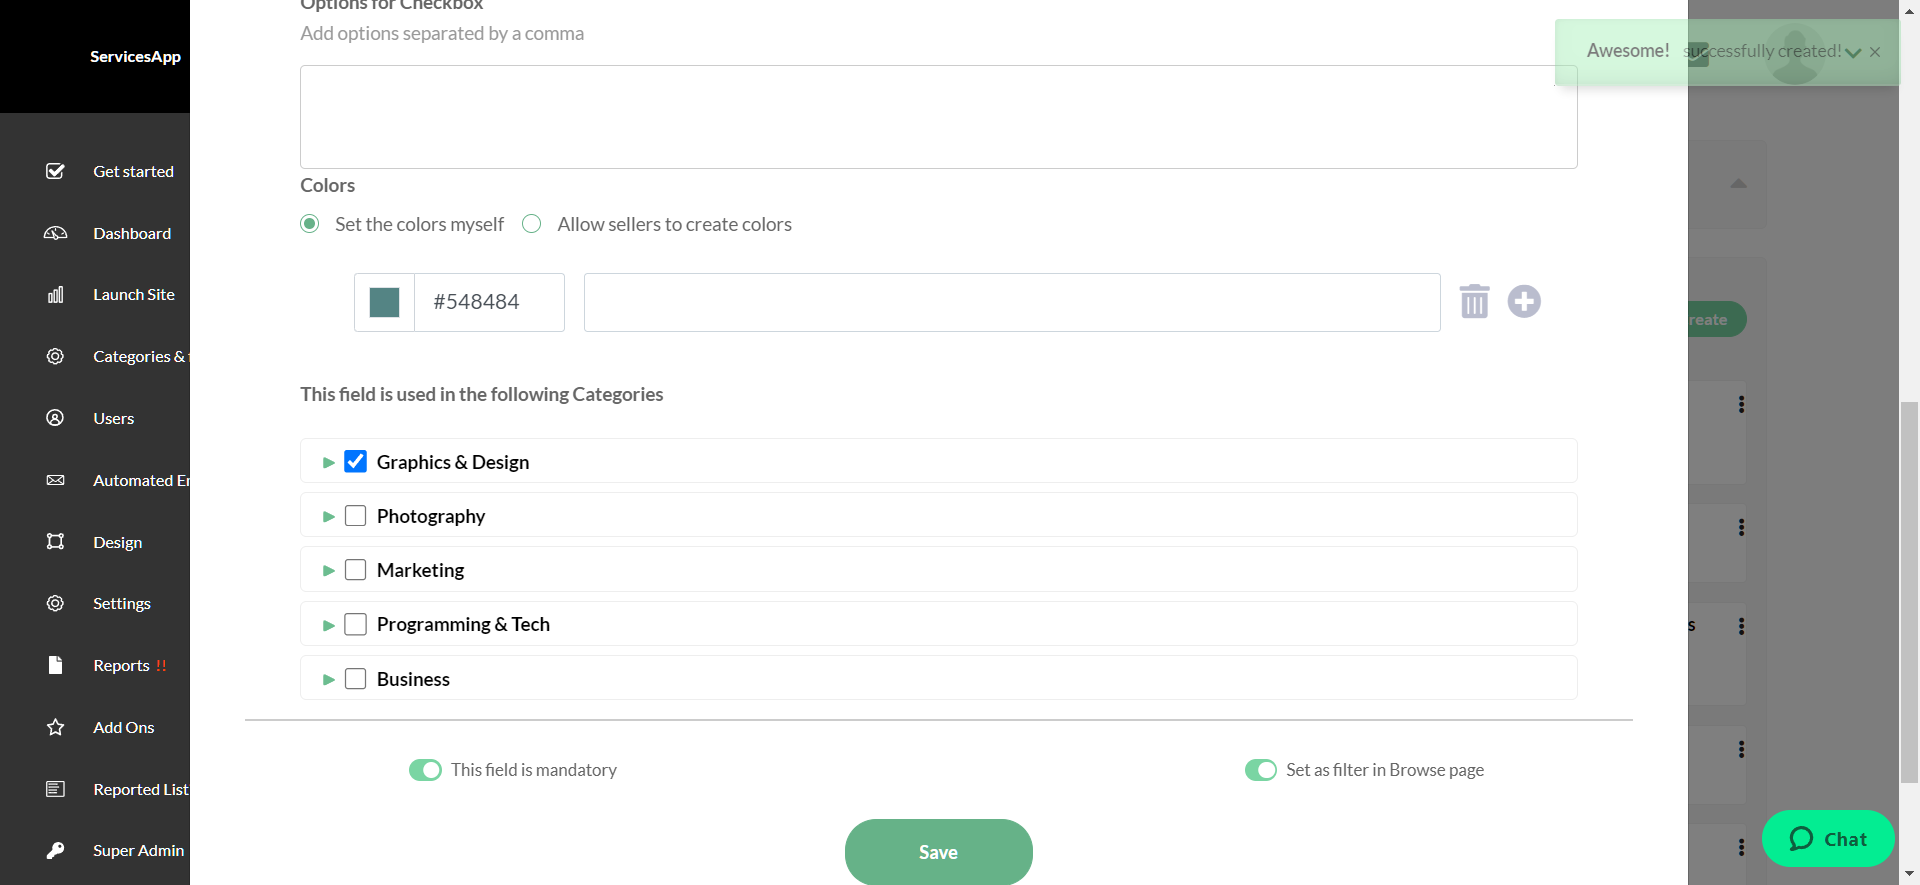 Options for Checkbox
Add options separated by a comma
Awesome! successfully created!
ServicesApp
Get started
Dashboard
Launch Site
Categories &
Users
Automated
Design
Settings
Reports !!
Add Ons
Reported List
Super Admin
Colors
Set the colors myself
Allow sellers to create colors
#548484
This field is used in the following Categories
Graphics & Design
Photography
Marketing
Programming & Tech
Business
This field is mandatory
Set as filter in Browse page
Save
reate
s
Chat